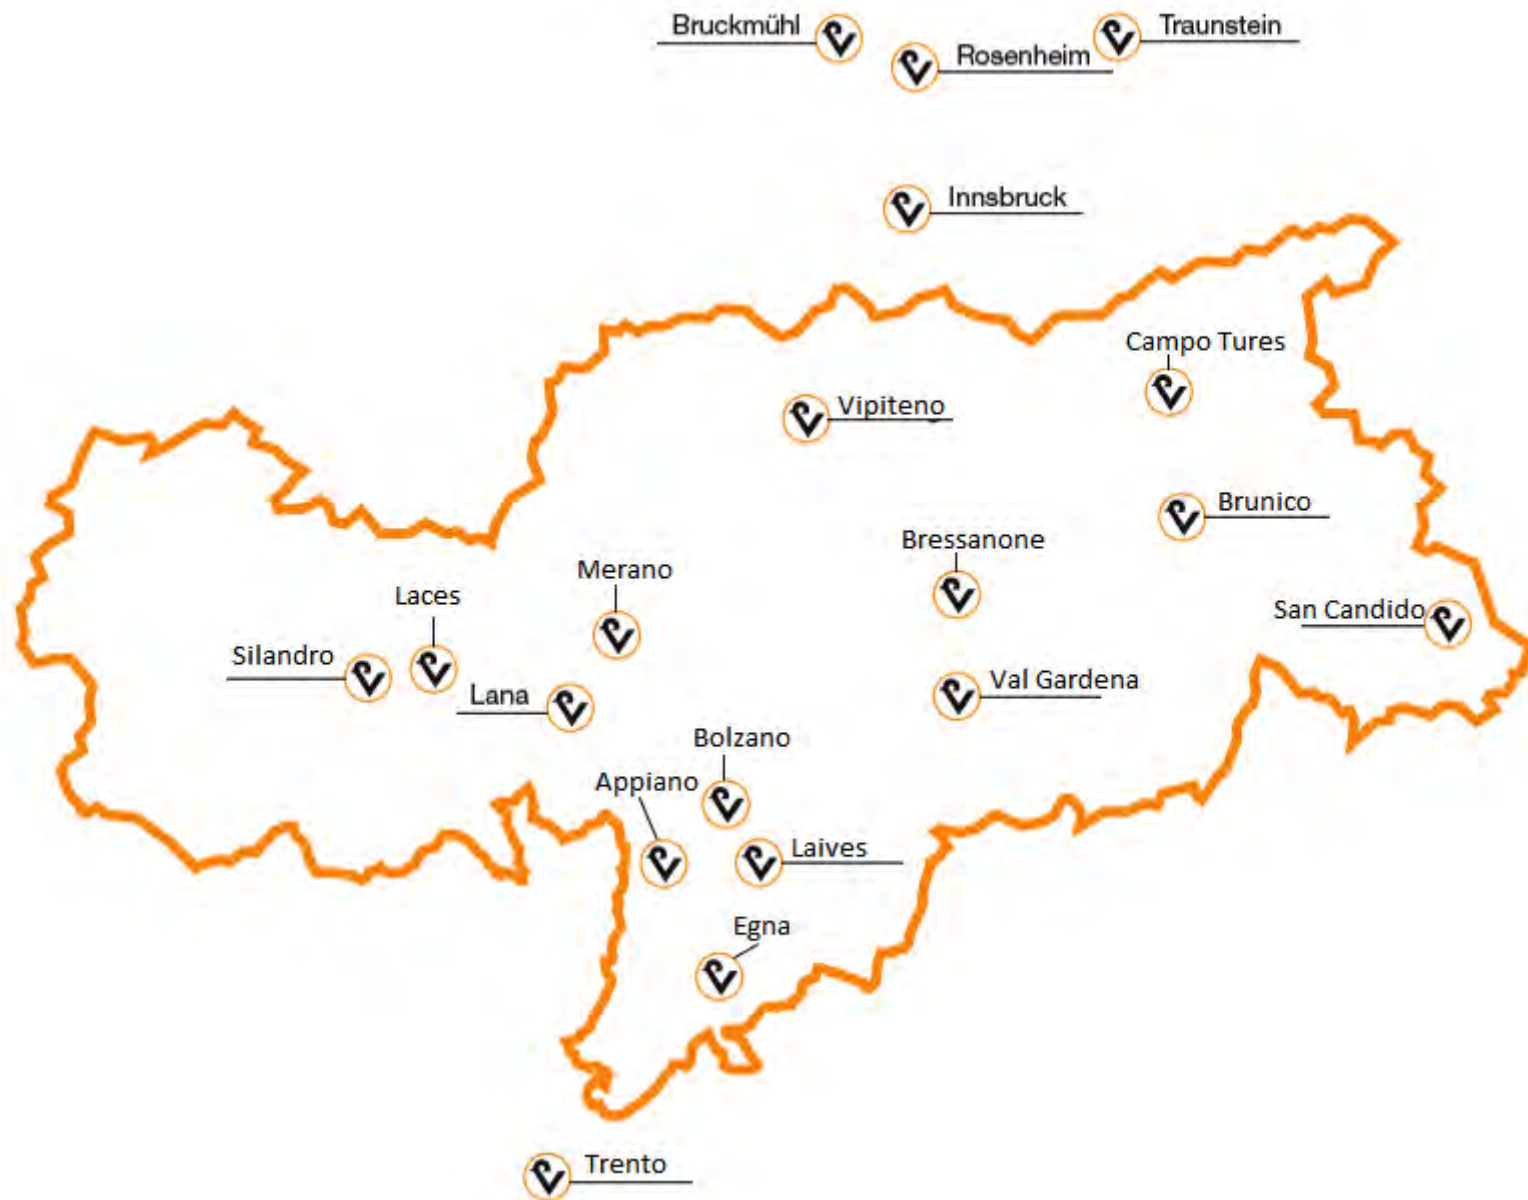 Bruckmühl
Traunstein
Rosenheim
Innsbruck
Campo Tures
Vipiteno
Brunico
Bressanone
Merano
Laces
San Candido
Silandro
Val Gardena
Lana
Bolzano
Appiano
Laives
Egna
Trento